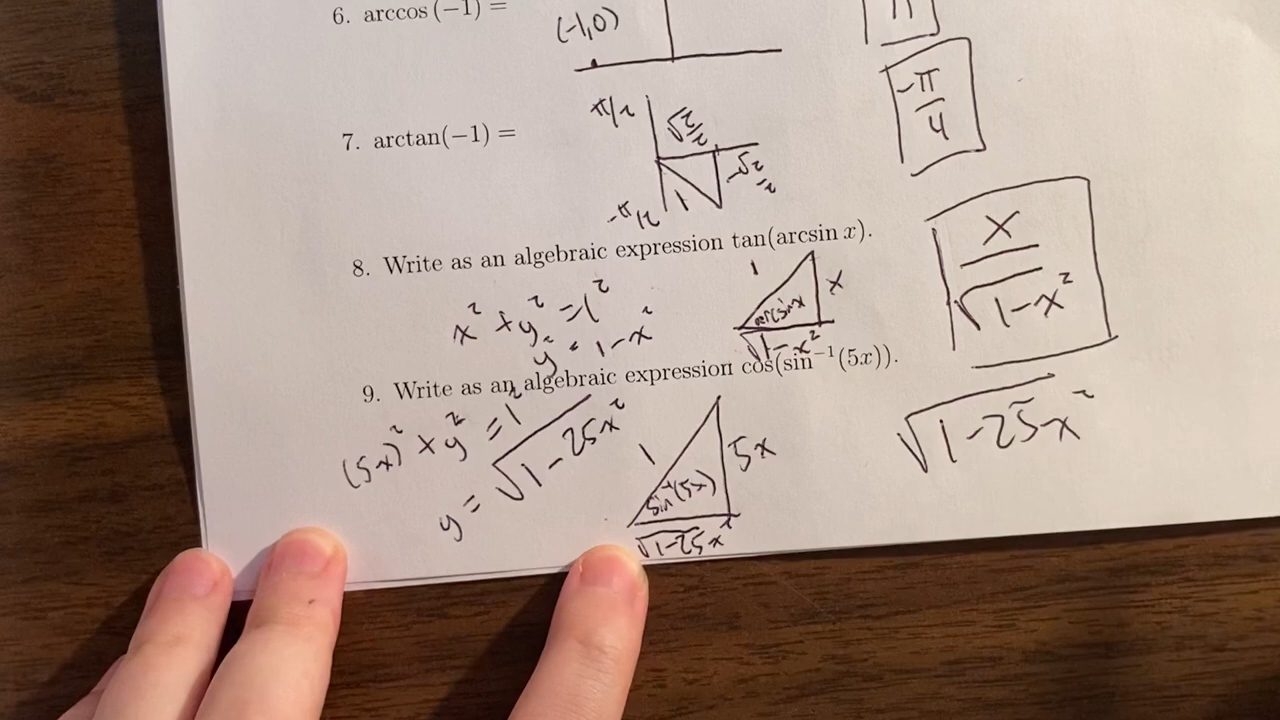 6. arccos(−1) =
(-1,0)
π
7. arctan(−1) =
π/2
√2/2
-√2/2
1
-π/2
-π/4
8. Write as an algebraic expression tan(arcsin x).
x² + y² = 1²
y² = 1-x²
1
x
arcsinx
√1-x²
x/√1-x²
9. Write as an algebraic expression cos(sin⁻¹(5x)).
(5x)² + y² = 1²
y = √1-25x²
1
5x
sin⁻¹(5x)
√1-25x²
√1-25x²